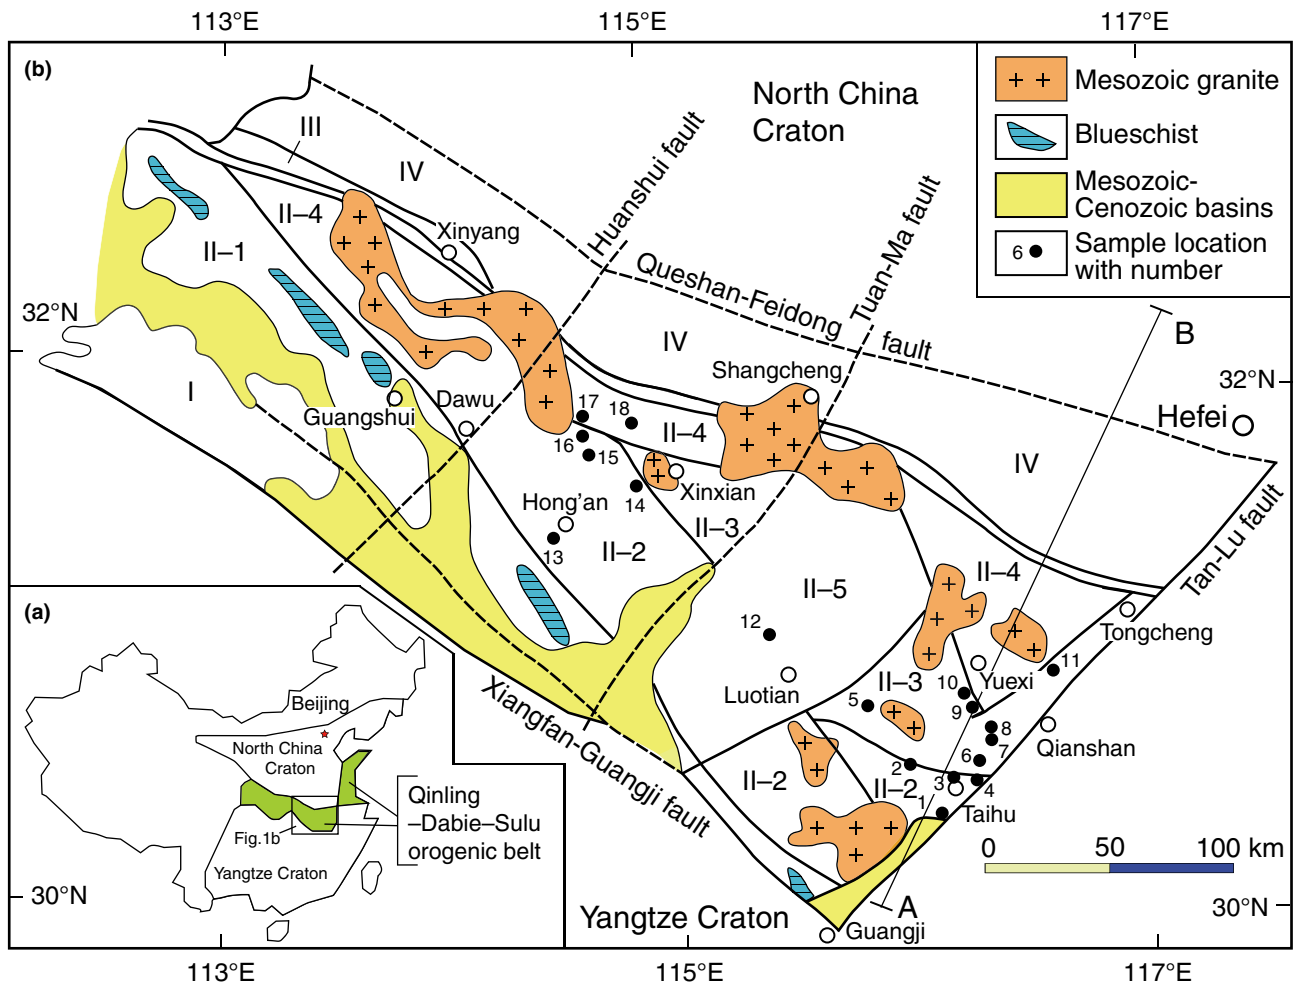 113°E
115°E
117°E
(b)
North China
Craton
Mesozoic granite
Blueschist
Mesozoic-
Cenozoic basins
6
Sample location
with number
III
IV
Huanshui fault
Tuan-Ma fault
II–4
Xinyang
II–1
Queshan-Feidong
fault
32°N
IV
B
Shangcheng
32°N
I
Guangshui
Dawu
17
18
II–4
Hefei
16
15
IV
Xinxian
14
Hong'an
II–3
13
II–2
Tan-Lu fault
II–5
II–4
(a)
12
Tongcheng
11
Yuexi
Luotian
II–3
10
5
9
8
7
Qianshan
Beijing
Xiangfan-Guangji fault
North China
Craton
6
2
II–2
II–2
3
4
1
Taihu
Qinling
–Dabie–Sulu
orogenic belt
Fig.1b
Yangtze Craton
0
50
100 km
30°N
Yangtze Craton
A
Guangji
30°N
113°E
115°E
117°E